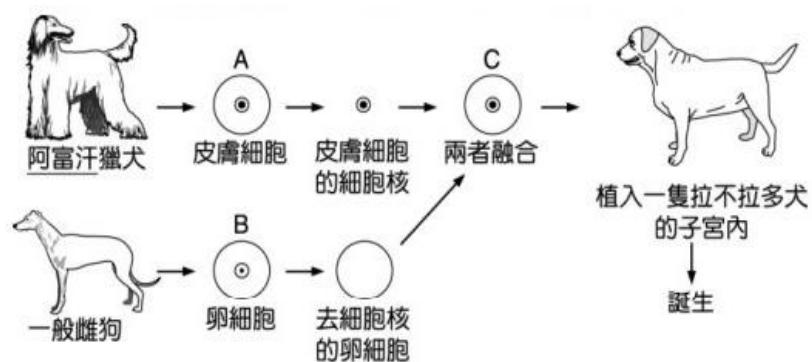 A
C
阿富汗獵犬
皮膚細胞
皮膚細胞
的細胞核
兩者融合
植入一隻拉不拉多犬
的子宮內
誕生
B
一般雌狗
卵細胞
去細胞核
的卵細胞